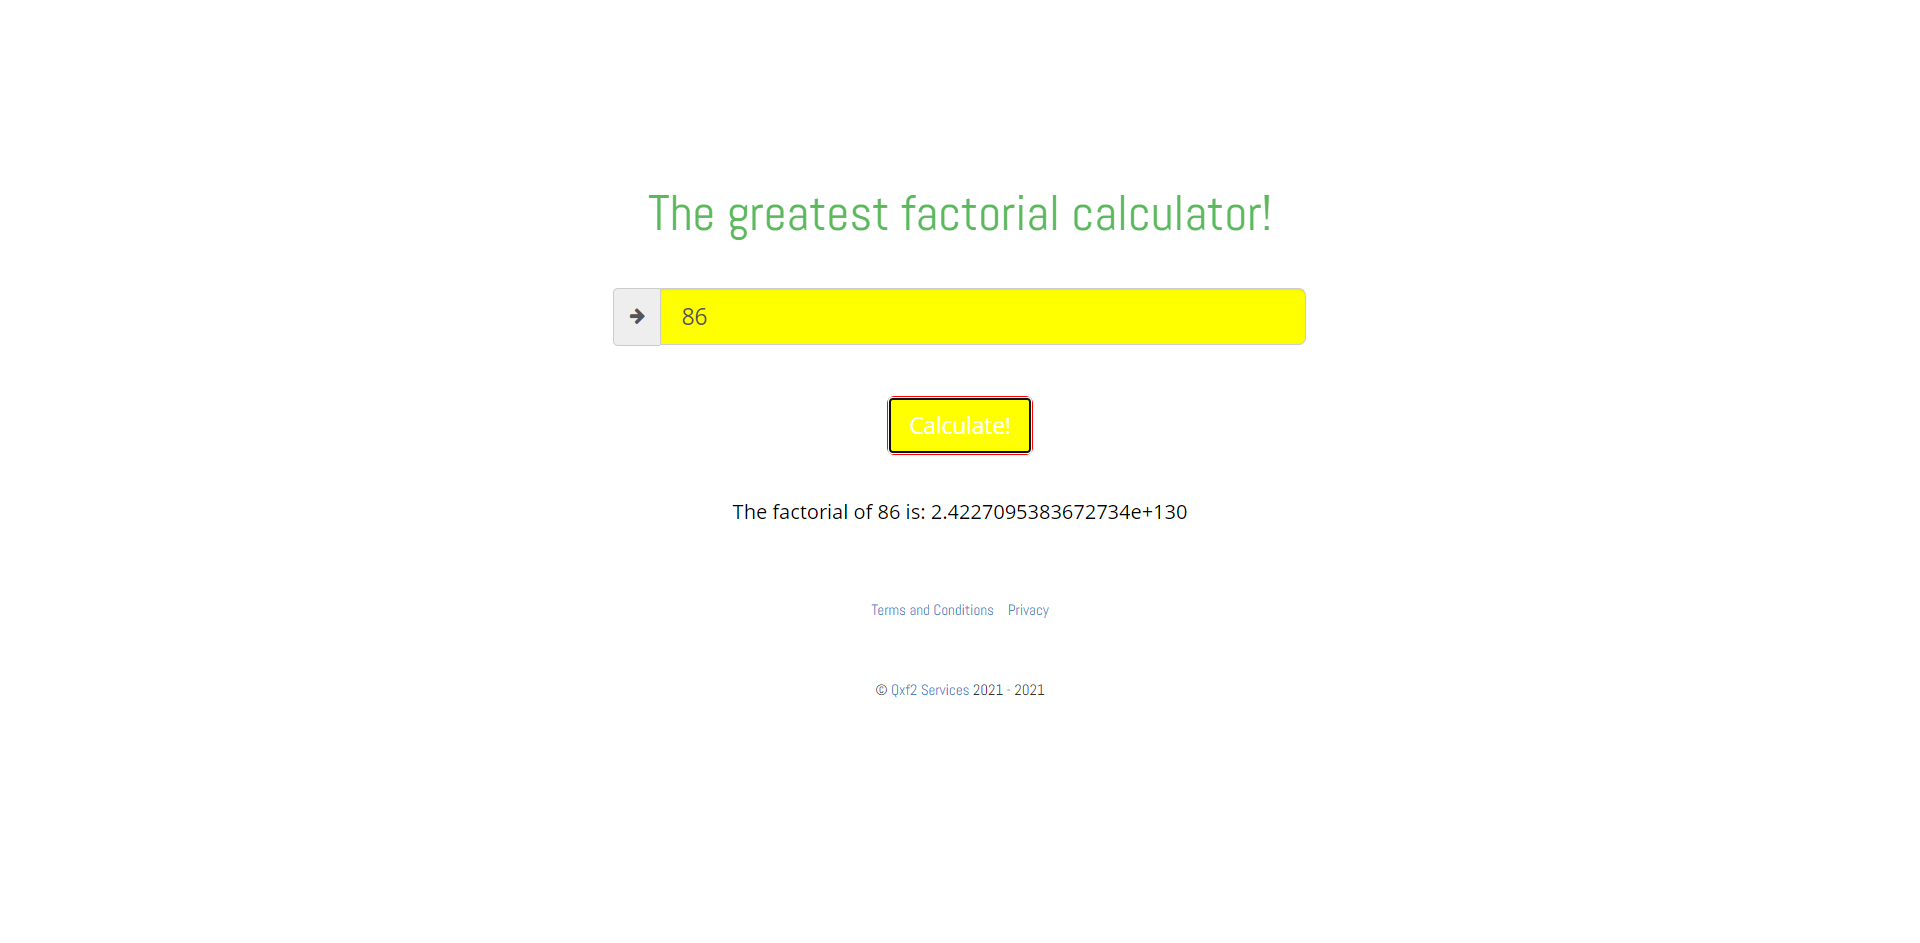 The greatest factorial calculator!
86
Calculate!
The factorial of 86 is: 2.4227095383672734e+130
Terms and Conditions Privacy
© Qxf2 Services 2021 - 2021